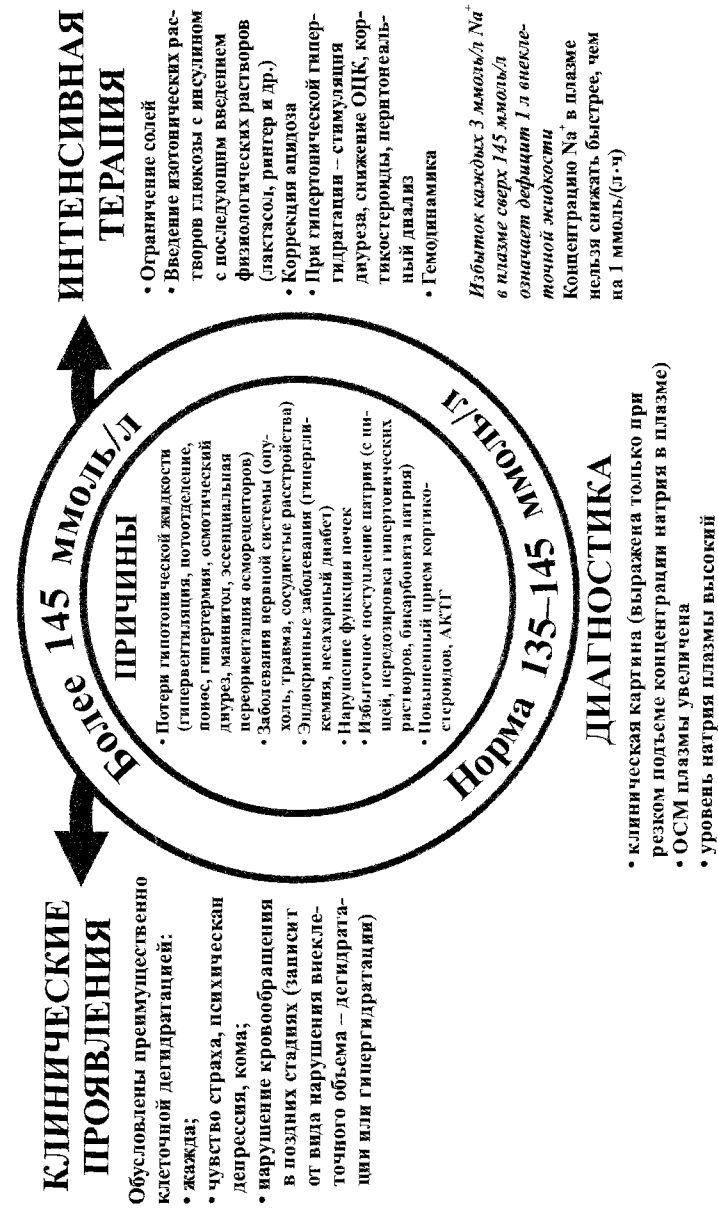 КЛИНИЧЕСКИЕ
ПРОЯВЛЕНИЯ
Обусловлены преимущественно
клеточной дегидратацией:
• жажда;
• чувство страха, психическая
депрессия, кома;
• нарушение кровообращения
в поздних стадиях (зависит
от вида нарушения внекле-
точного объема – дегидрата-
ции или гипергидратации)
Более 145 ммоль/л
ПРИЧИНЫ
• Потери гипотонической жидкости
(гипервентиляция, потоотделение,
понос, гипертермия, осмотический
диурез, маннитол, эссенциальная
переориентация осморецепторов)
• Заболевания нервной системы (опу-
холь, травма, сосудистые расстройства)
• Эндокринные заболевания (гипергли-
кемия, несахарный диабет)
• Нарушение функции почек
• Избыточное поступление натрия (с пи-
щей, передозировка гипертонических
растворов, бикарбоната натрия)
• Повышенный прием кортико-
стероидов, АКТГ
Норма 135–145 ммоль/л
ИНТЕНСИВНАЯ
ТЕРАПИЯ
• Ограничение солей
• Введение изотонических рас-
творов глюкозы с инсулином
с последующим введением
физиологических растворов
(лактасол, рингер и др.)
• Коррекция ацидоза
• При гипертонической гипер-
гидратации – стимуляция
диуреза, снижение ОЦК, кор-
тикостероиды, перитонеаль-
ный диализ
• Гемодинамика
Избыток каждых 3 ммоль/л Na⁺
в плазме сверх 145 ммоль/л
означает дефицит 1 л внекле-
точной жидкости
Концентрацию Na⁺ в плазме
нельзя снижать быстрее, чем
на 1 ммоль/(л·ч)
ДИАГНОСТИКА
• клиническая картина (выражена только при
резком подъеме концентрации натрия в плазме)
• ОСМ плазмы увеличена
• уровень натрия плазмы высокий